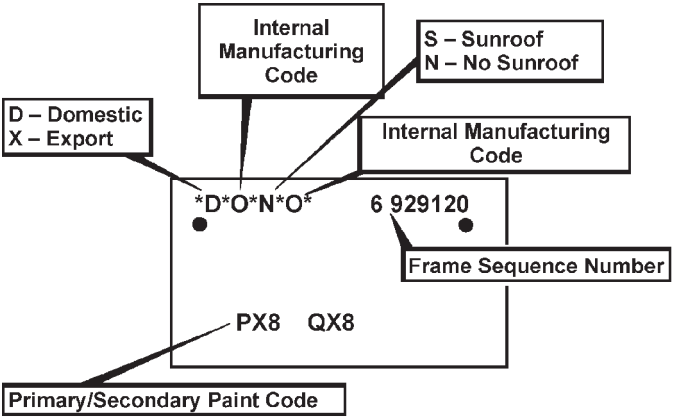 Internal
Manufacturing
Code
S – Sunroof
N – No Sunroof
D – Domestic
X – Export
Internal Manufacturing
Code
*D*O*N*O*
6 929120
Frame Sequence Number
PX8 QX8
Primary/Secondary Paint Code